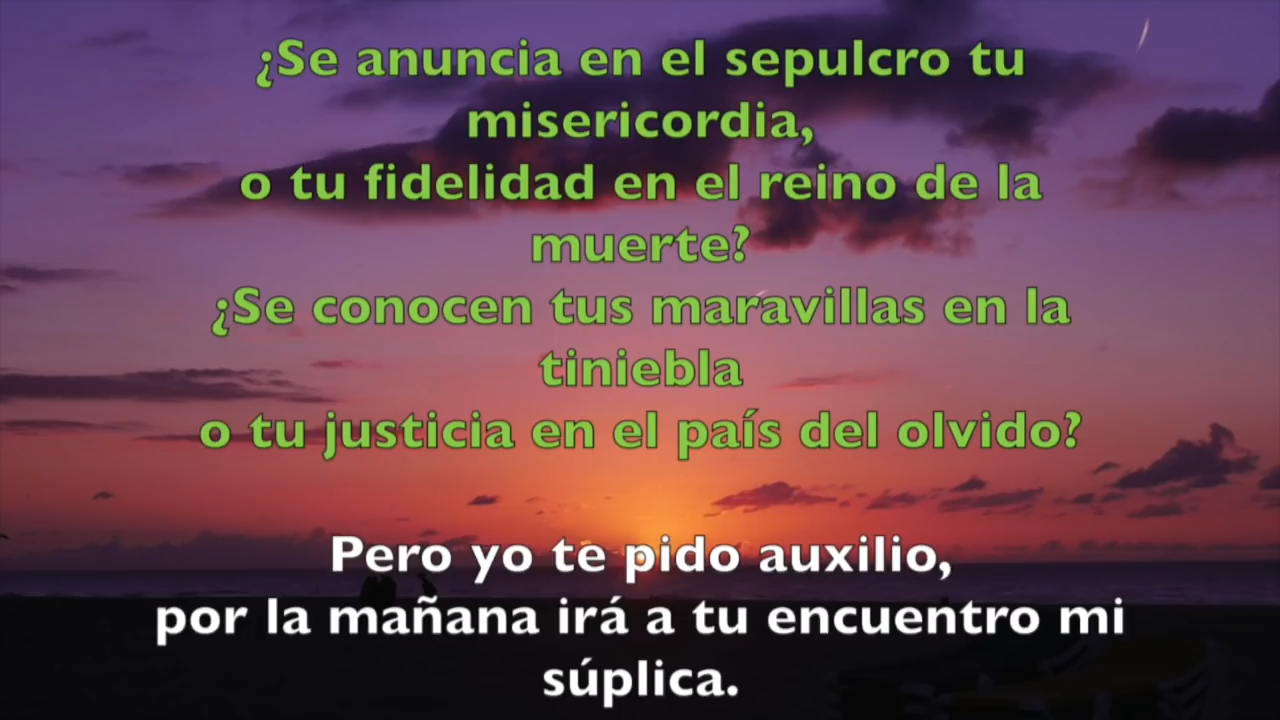 ¿Se anuncia en el sepulcro tu
misericordia,
o tu fidelidad en el reino de la
muerte?
¿Se conocen tus maravillas en la
tiniebla
o tu justicia en el país del olvido?
Pero yo te pido auxilio,
por la mañana irá a tu encuentro mi
súplica.